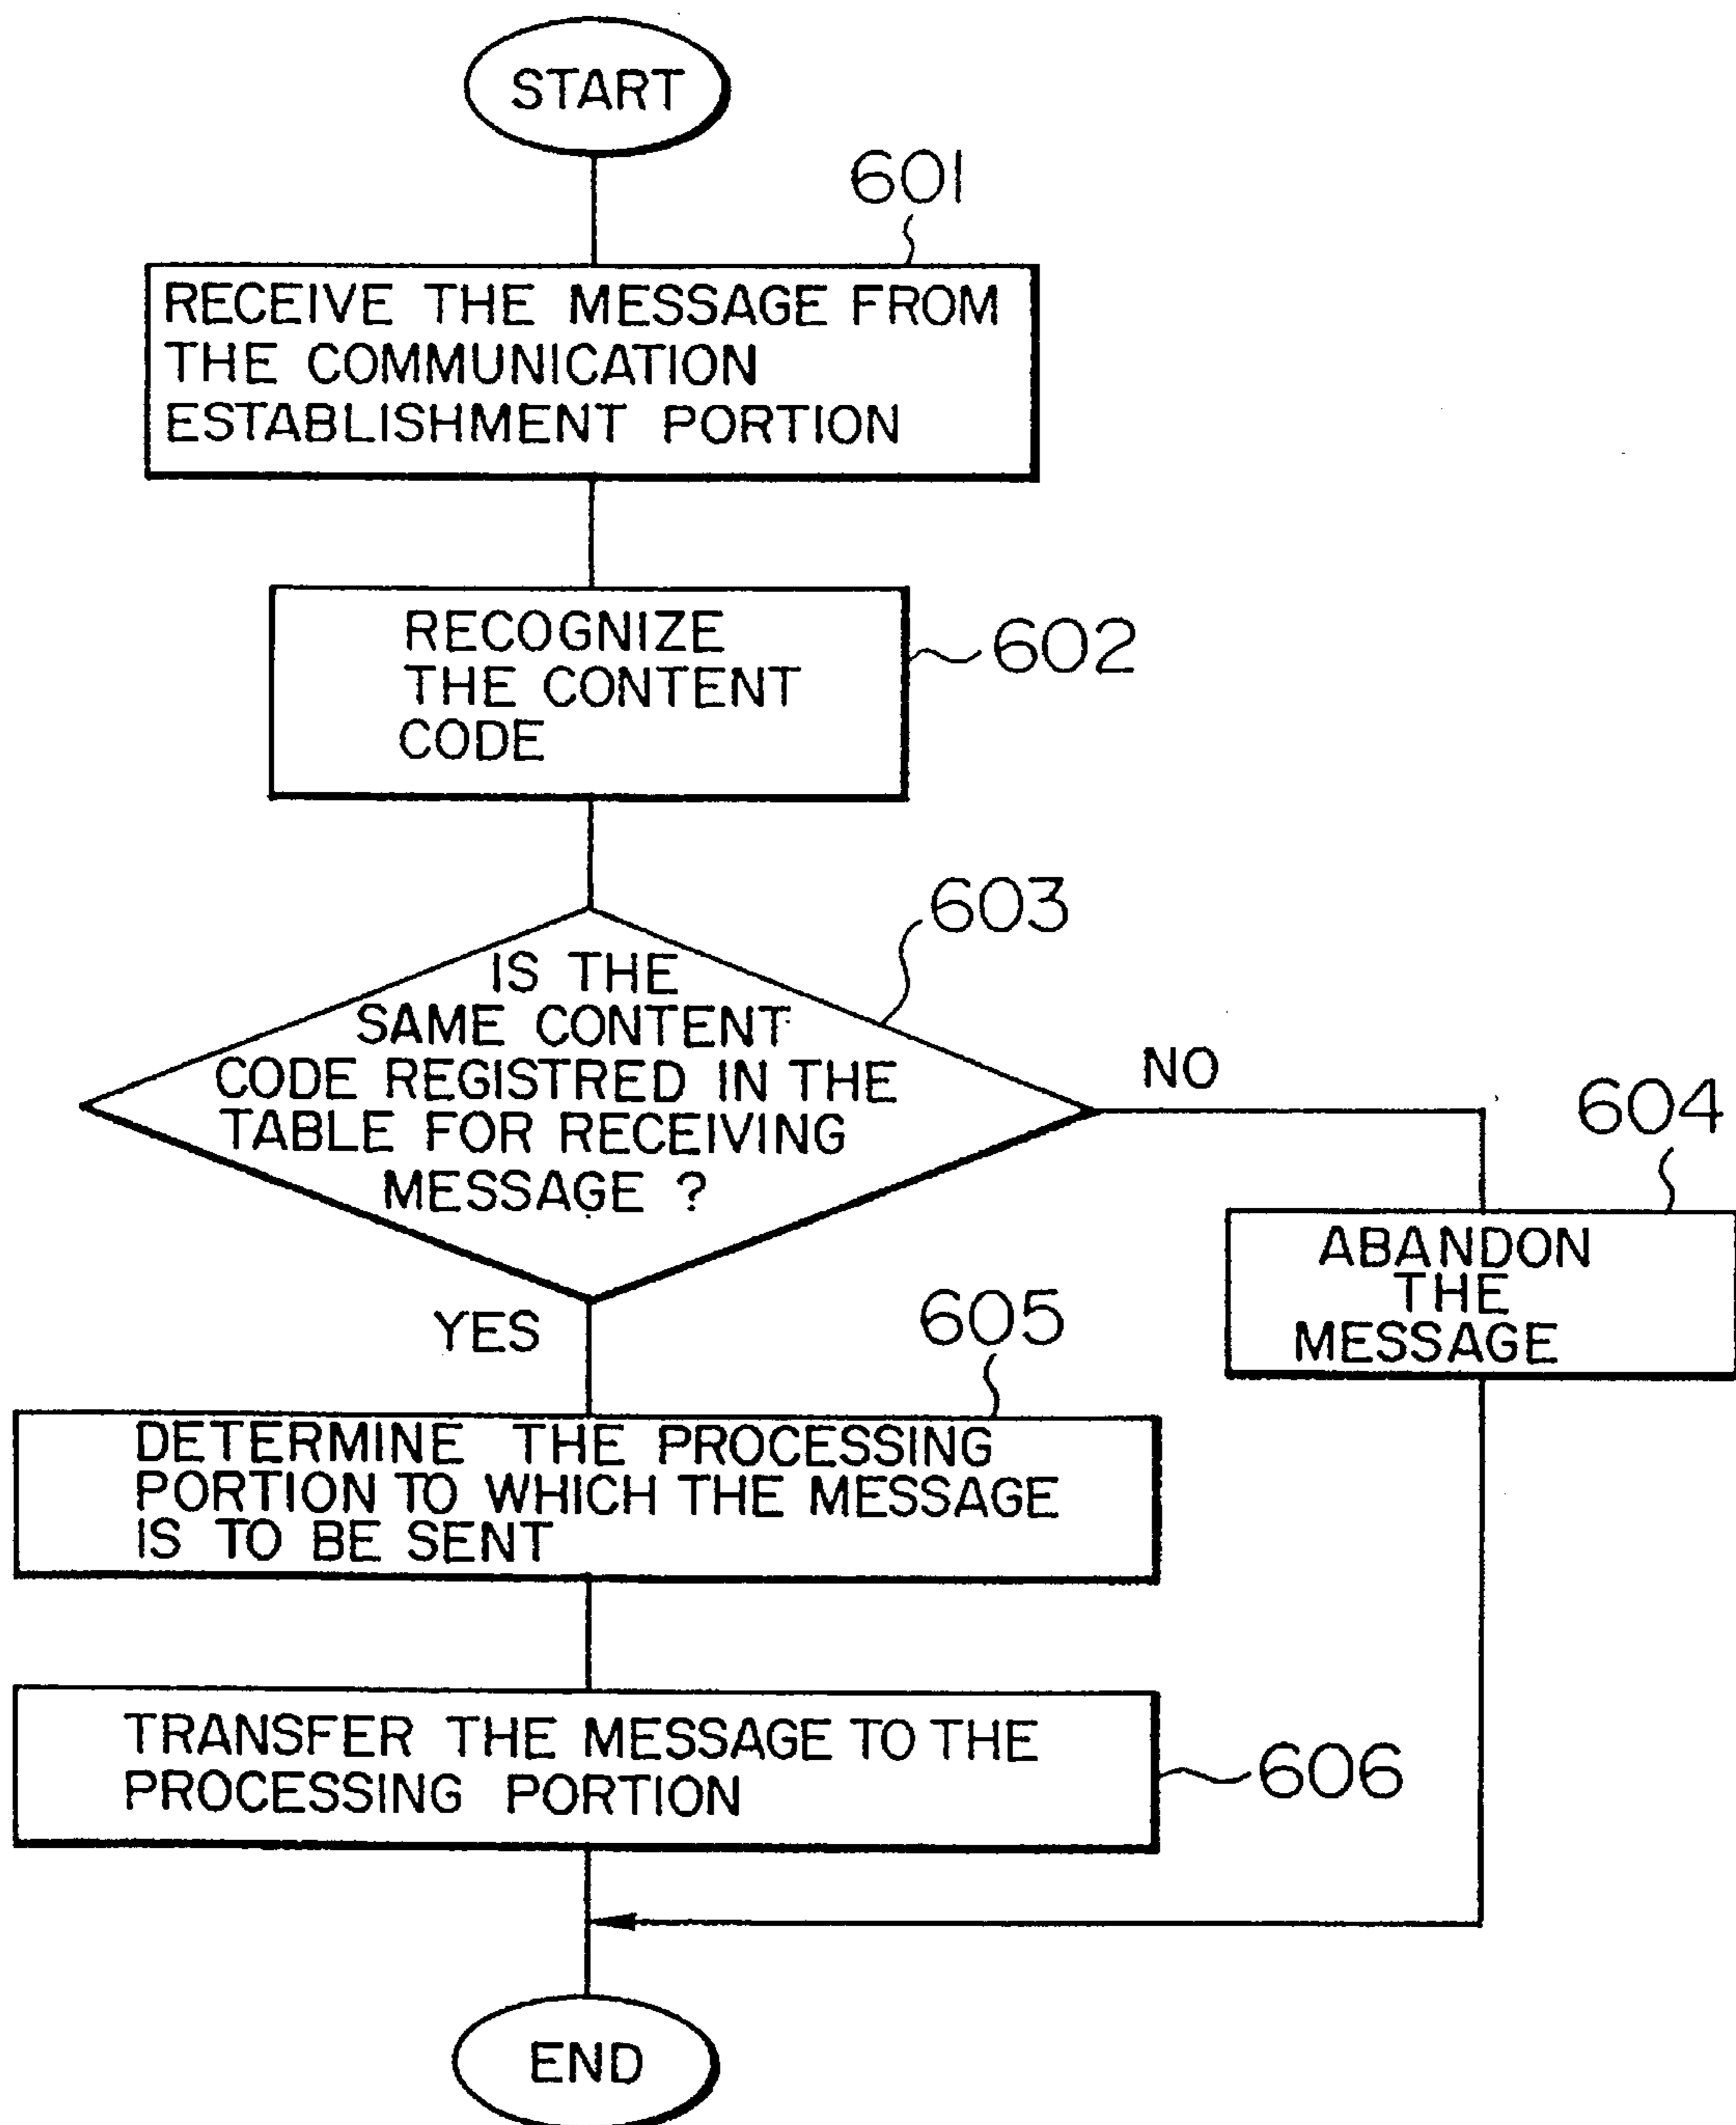 START
601
RECEIVE THE MESSAGE FROM
THE COMMUNICATION
ESTABLISHMENT PORTION
RECOGNIZE
THE CONTENT
CODE
602
603
IS THE
SAME CONTENT
CODE REGISTRED IN THE
TABLE FOR RECEIVING
MESSAGE ?
NO
604
ABANDON
THE
MESSAGE
YES
605
DETERMINE THE PROCESSING
PORTION TO WHICH THE MESSAGE
IS TO BE SENT
TRANSFER THE MESSAGE TO THE
PROCESSING PORTION
606
END